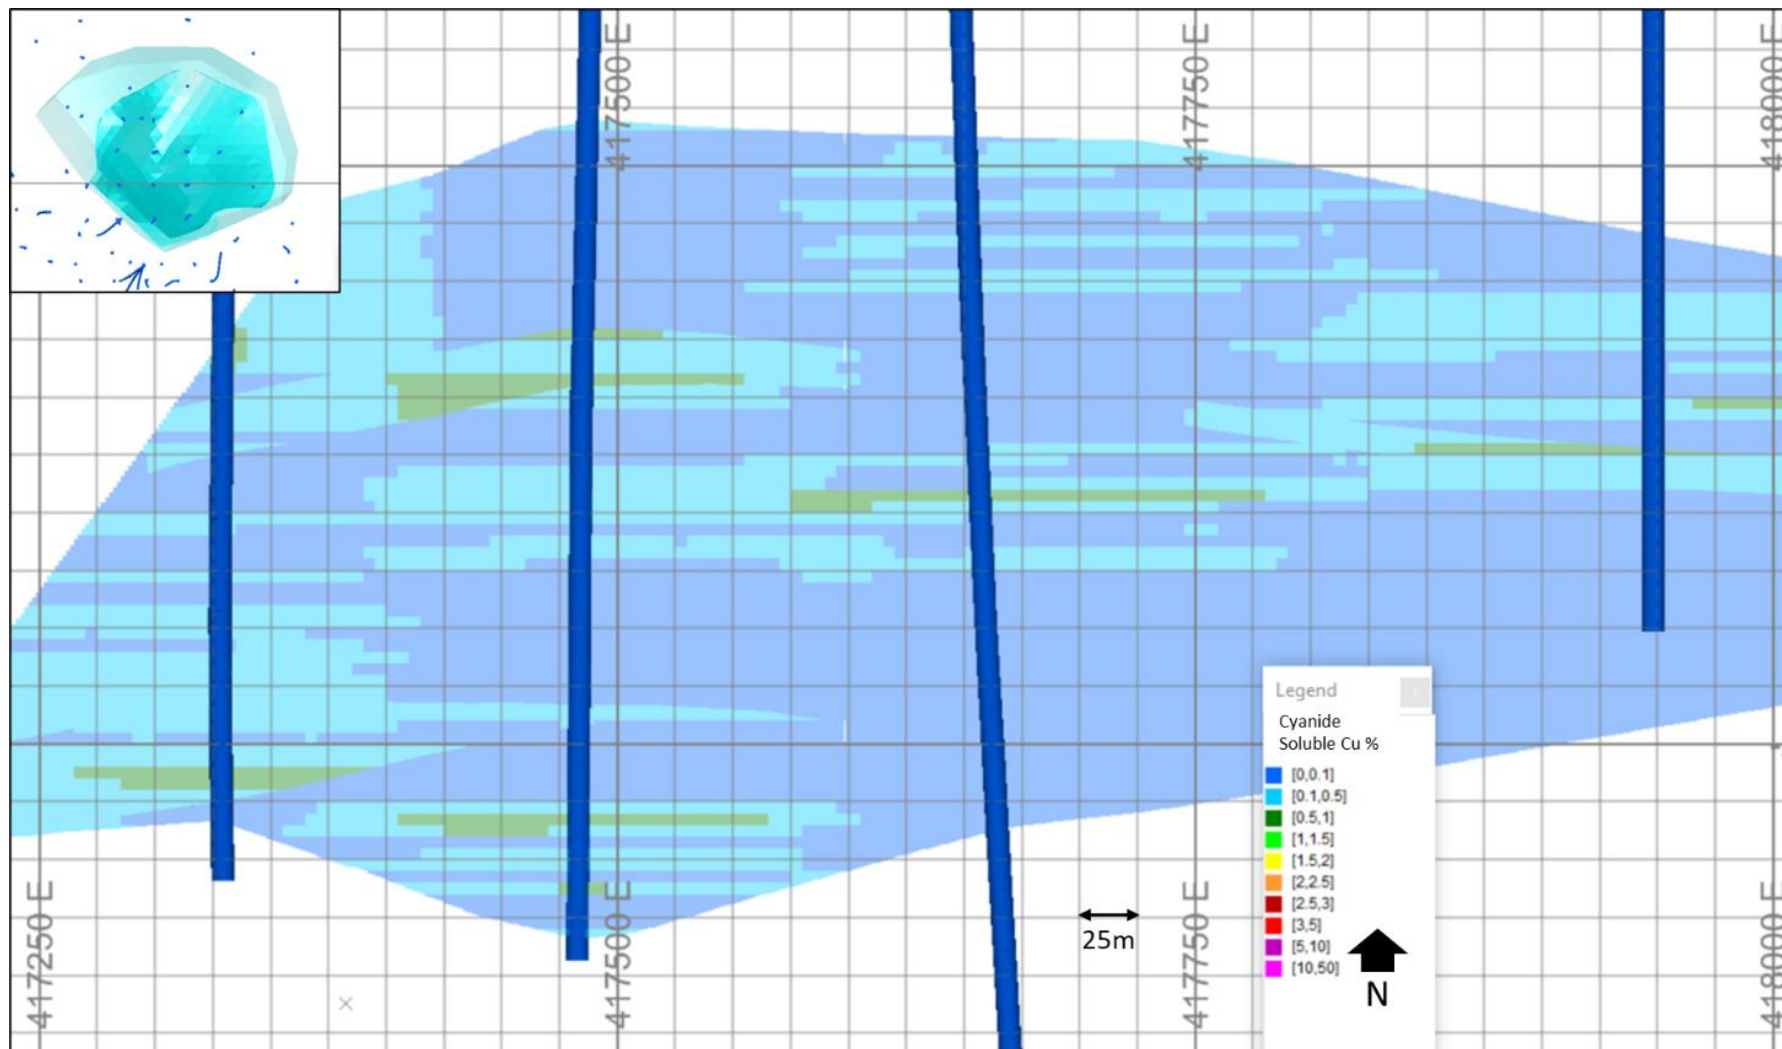 417500 E
417750 E
418000 E
Legend
Cyanide
Soluble Cu %
[0,0.1]
[0.1,0.5]
[0.5,1]
[1,1.5]
[1.5,2]
[2,2.5]
[2.5,3]
[3,5]
[5,10]
[10,50]
25m
N
417250 E
417500 E
417750 E
418000 E